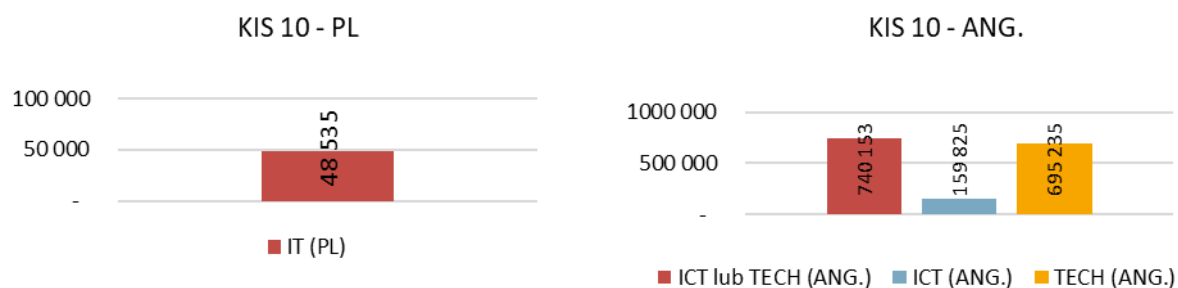 KIS 10 - PL
100 000
50 000
-
48 535
IT (PL)
KIS 10 - ANG.
1000 000
500 000
-
740 153
159 825
695 235
ICT lub TECH (ANG.)
ICT (ANG.)
TECH (ANG.)